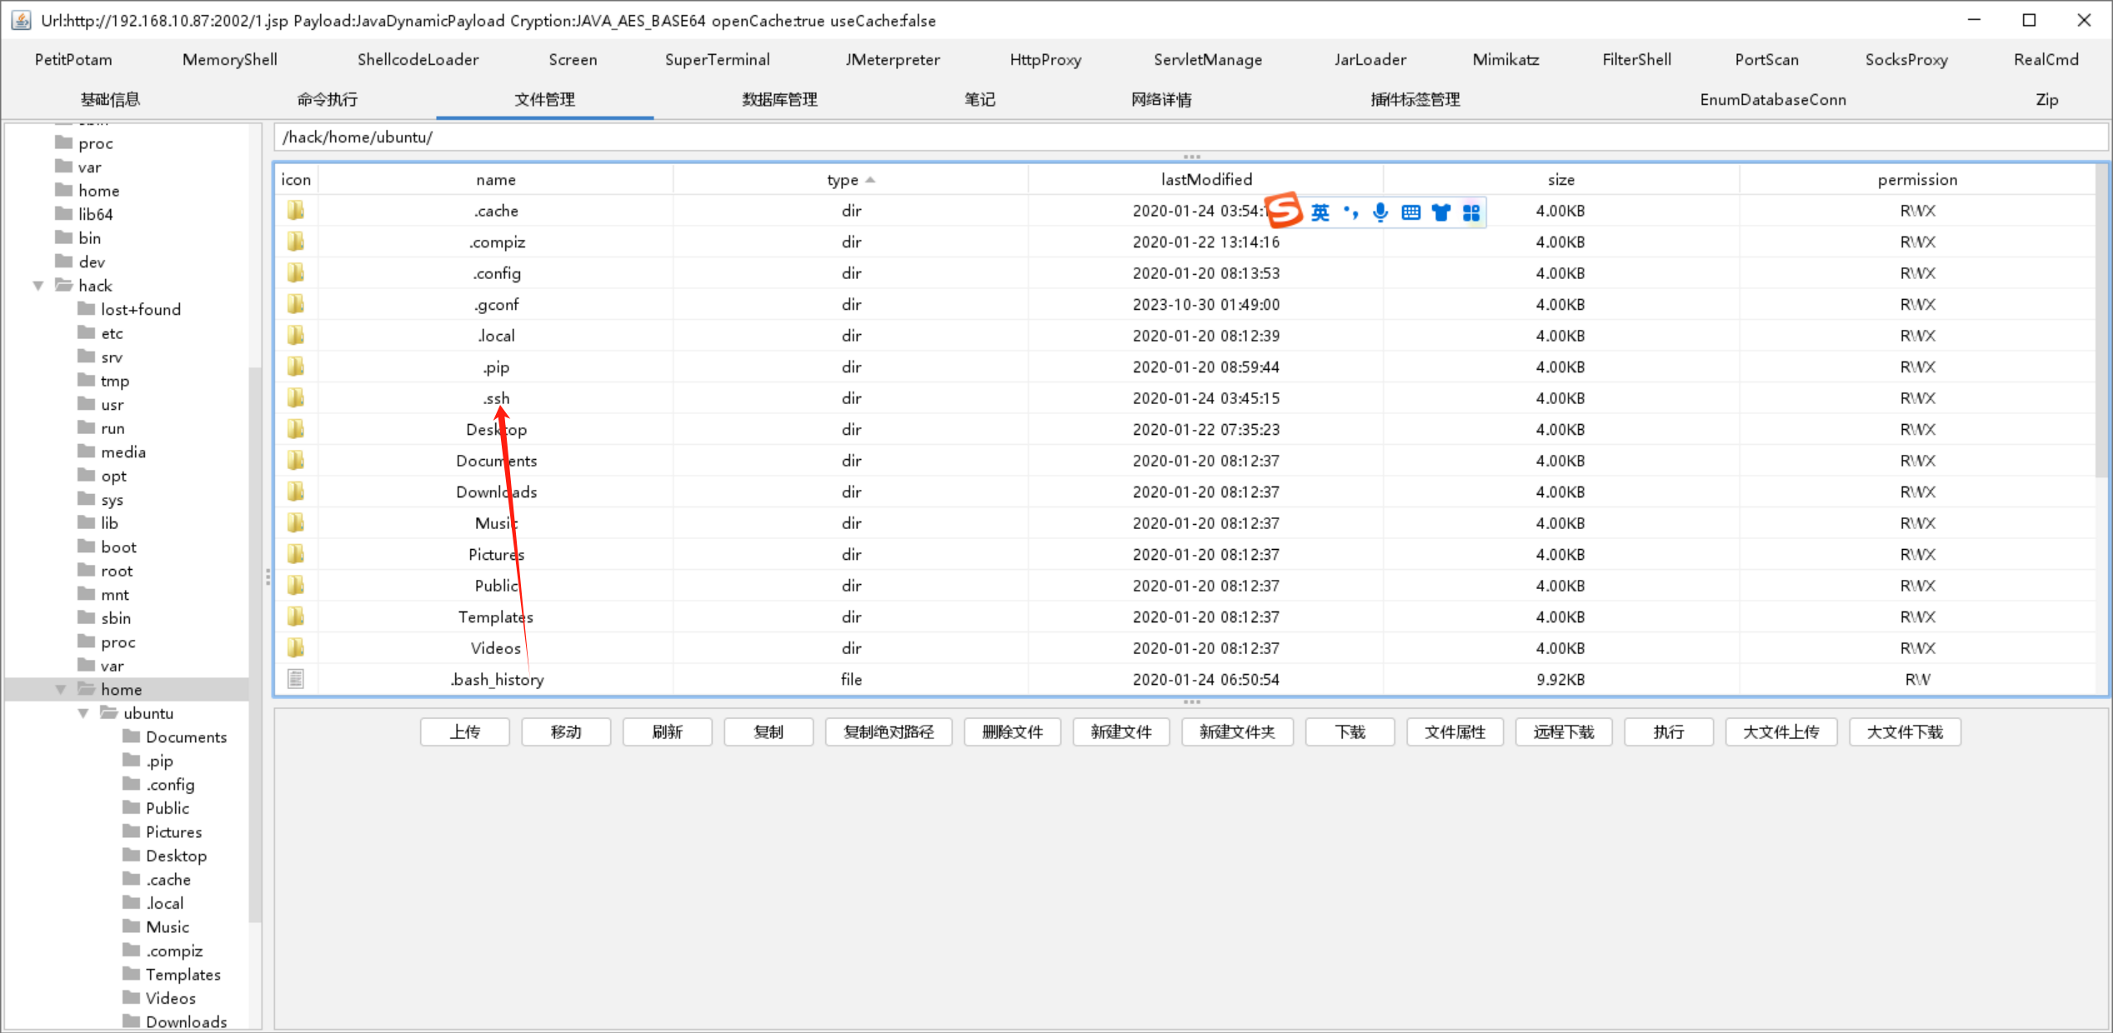 Url:http://192.168.10.87:2002/1.jsp Payload:JavaDynamicPayload Cryption:JAVA_AES_BASE64 openCache:true useCache:false
PetitPotam MemoryShell ShellcodeLoader Screen SuperTerminal JMeterpreter HttpProxy ServletManage JarLoader Mimikatz FilterShell PortScan SocksProxy RealCmd
基础信息 命令执行 文件管理 数据库管理 笔记 网络详情 插件标签管理 EnumDatabaseConn Zip
proc
var
home
lib64
bin
dev
hack
lost+found
etc
srv
tmp
usr
run
media
opt
sys
lib
boot
root
mnt
sbin
proc
var
home
ubuntu
Documents
.pip
.config
Public
Pictures
Desktop
.cache
.local
Music
.compiz
Templates
Videos
Downloads
/hack/home/ubuntu/
icon name type lastModified size permission
.cache dir 2020-01-24 03:54: 4.00KB RWX
英
.compiz dir 2020-01-22 13:14:16 4.00KB RWX
.config dir 2020-01-20 08:13:53 4.00KB RWX
.gconf dir 2023-10-30 01:49:00 4.00KB RWX
.local dir 2020-01-20 08:12:39 4.00KB RWX
.pip dir 2020-01-20 08:59:44 4.00KB RWX
.ssh dir 2020-01-24 03:45:15 4.00KB RWX
Desktop dir 2020-01-22 07:35:23 4.00KB RWX
Documents dir 2020-01-20 08:12:37 4.00KB RWX
Downloads dir 2020-01-20 08:12:37 4.00KB RWX
Music dir 2020-01-20 08:12:37 4.00KB RWX
Pictures dir 2020-01-20 08:12:37 4.00KB RWX
Public dir 2020-01-20 08:12:37 4.00KB RWX
Templates dir 2020-01-20 08:12:37 4.00KB RWX
Videos dir 2020-01-20 08:12:37 4.00KB RWX
.bash_history file 2020-01-24 06:50:54 9.92KB RW
上传 移动 刷新 复制 复制绝对路径 删除文件 新建文件 新建文件夹 下载 文件属性 远程下载 执行 大文件上传 大文件下载